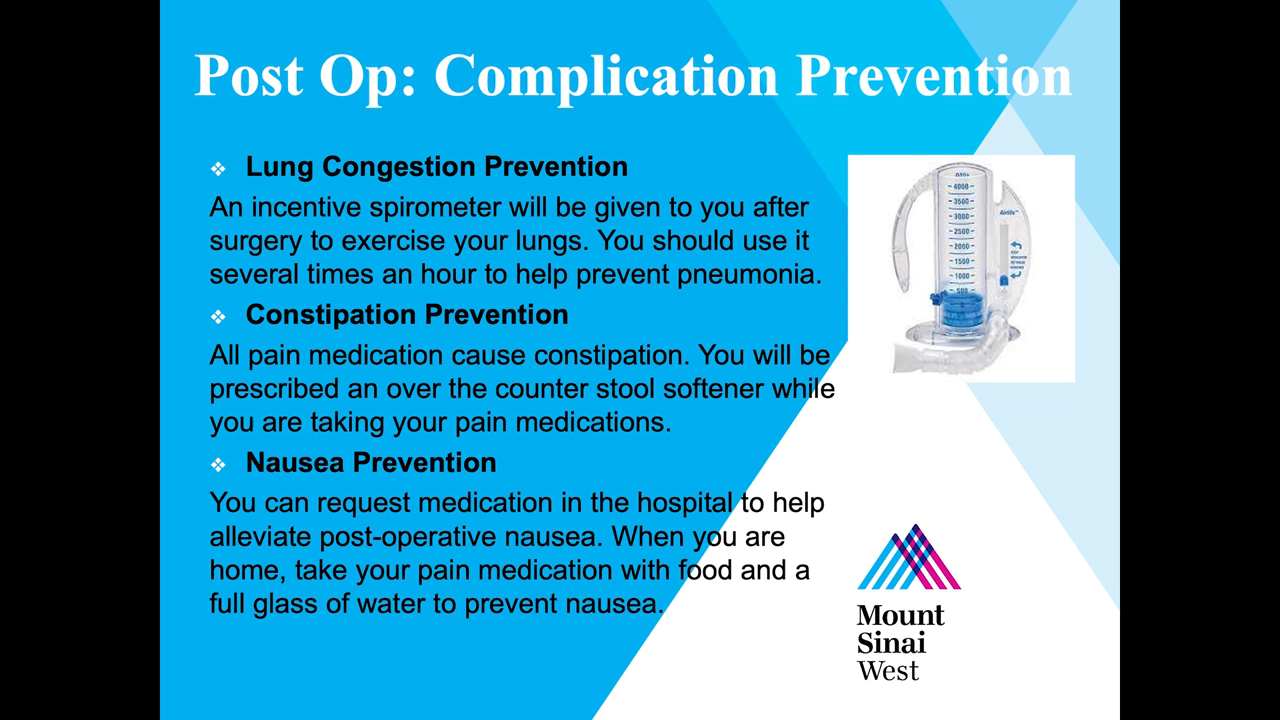 Post Op: Complication Prevention
Lung Congestion Prevention
An incentive spirometer will be given to you after
surgery to exercise your lungs. You should use it
several times an hour to help prevent pneumonia.
Constipation Prevention
All pain medication cause constipation. You will be
prescribed an over the counter stool softener while
you are taking your pain medications.
Nausea Prevention
You can request medication in the hospital to help
alleviate post-operative nausea. When you are
home, take your pain medication with food and a
full glass of water to prevent nausea.
4000
3500
3000
2500
2000
1500
1000
500
Airlife™
Mount
Sinai
West